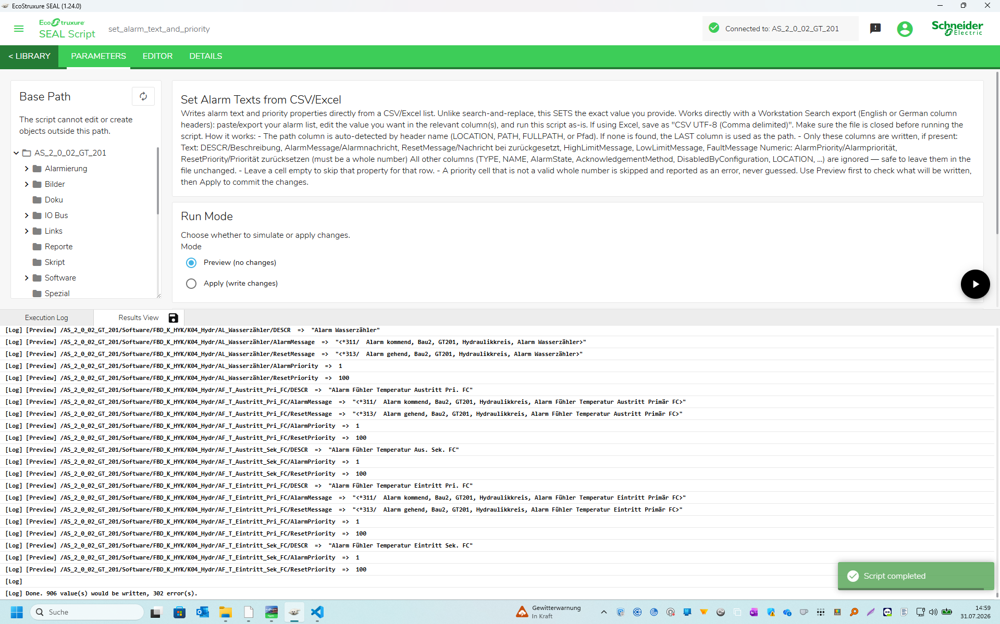 EcoStruxure SEAL (1.24.0)
EcoStruxure
SEAL Script
set_alarm_text_and_priority
Connected to: AS_2_0_02_GT_201
Schneider Electric
< LIBRARY PARAMETERS EDITOR DETAILS
Base Path
The script cannot edit or create
objects outside this path.
AS_2_0_02_GT_201
Alarmierung
Bilder
Doku
IO Bus
Links
Reporte
Skript
Software
Spezial
Set Alarm Texts from CSV/Excel
Writes alarm text and priority properties directly from a CSV/Excel list. Unlike search-and-replace, this SETS the exact value you provide. Works directly with a Workstation Search export (English or German column
headers): paste/export your alarm list, edit the value you want in the relevant column(s), and run this script as-is. If using Excel, save as "CSV UTF-8 (Comma delimited)". Make sure the file is closed before running the
script. How it works: - The path column is auto-detected by header name (LOCATION, PATH, FULLPATH, or Pfad). If none is found, the LAST column is used as the path. - Only these columns are written, if present:
Text: DESCR/Beschreibung, AlarmMessage/Alarmnachricht, ResetMessage/Nachricht bei zurückgesetzt, HighLimitMessage, LowLimitMessage, FaultMessage Numeric: AlarmPriority/Alarmpriorität,
ResetPriority/Priorität zurücksetzen (must be a whole number) All other columns (TYPE, NAME, AlarmState, AcknowledgementMethod, DisabledByConfiguration, LOCATION, ...) are ignored — safe to leave them in the
file unchanged. - Leave a cell empty to skip that property for that row. - A priority cell that is not a valid whole number is skipped and reported as an error, never guessed. Use Preview first to check what will be written,
then Apply to commit the changes.
Run Mode
Choose whether to simulate or apply changes.
Mode
Preview (no changes)
Apply (write changes)
Execution Log Results View
[Log] [Preview] /AS_2_0_02_GT_201/Software/FBD_K_HYK/K04_Hydr/AL_Wasserzähler/DESCR => "Alarm Wasserzähler"
[Log] [Preview] /AS_2_0_02_GT_201/Software/FBD_K_HYK/K04_Hydr/AL_Wasserzähler/AlarmMessage => "<*311/ Alarm kommend, Bau2, GT201, Hydraulikkreis, Alarm Wasserzähler>"
[Log] [Preview] /AS_2_0_02_GT_201/Software/FBD_K_HYK/K04_Hydr/AL_Wasserzähler/ResetMessage => "<*313/ Alarm gehend, Bau2, GT201, Hydraulikkreis, Alarm Wasserzähler>"
[Log] [Preview] /AS_2_0_02_GT_201/Software/FBD_K_HYK/K04_Hydr/AL_Wasserzähler/AlarmPriority => 1
[Log] [Preview] /AS_2_0_02_GT_201/Software/FBD_K_HYK/K04_Hydr/AL_Wasserzähler/ResetPriority => 100
[Log] [Preview] /AS_2_0_02_GT_201/Software/FBD_K_HYK/K04_Hydr/AF_T_Austritt_Pri_FC/DESCR => "Alarm Fühler Temperatur Austritt Pri. FC"
[Log] [Preview] /AS_2_0_02_GT_201/Software/FBD_K_HYK/K04_Hydr/AF_T_Austritt_Pri_FC/AlarmMessage => "<*311/ Alarm kommend, Bau2, GT201, Hydraulikkreis, Alarm Fühler Temperatur Austritt Primär FC>"
[Log] [Preview] /AS_2_0_02_GT_201/Software/FBD_K_HYK/K04_Hydr/AF_T_Austritt_Pri_FC/ResetMessage => "<*313/ Alarm gehend, Bau2, GT201, Hydraulikkreis, Alarm Fühler Temperatur Austritt Primär FC>"
[Log] [Preview] /AS_2_0_02_GT_201/Software/FBD_K_HYK/K04_Hydr/AF_T_Austritt_Pri_FC/AlarmPriority => 1
[Log] [Preview] /AS_2_0_02_GT_201/Software/FBD_K_HYK/K04_Hydr/AF_T_Austritt_Pri_FC/ResetPriority => 100
[Log] [Preview] /AS_2_0_02_GT_201/Software/FBD_K_HYK/K04_Hydr/AF_T_Austritt_Sek_FC/DESCR => "Alarm Fühler Temperatur Aus. Sek. FC"
[Log] [Preview] /AS_2_0_02_GT_201/Software/FBD_K_HYK/K04_Hydr/AF_T_Austritt_Sek_FC/AlarmPriority => 1
[Log] [Preview] /AS_2_0_02_GT_201/Software/FBD_K_HYK/K04_Hydr/AF_T_Austritt_Sek_FC/ResetPriority => 100
[Log] [Preview] /AS_2_0_02_GT_201/Software/FBD_K_HYK/K04_Hydr/AF_T_Eintritt_Pri_FC/DESCR => "Alarm Fühler Temperatur Eintritt Pri. FC"
[Log] [Preview] /AS_2_0_02_GT_201/Software/FBD_K_HYK/K04_Hydr/AF_T_Eintritt_Pri_FC/AlarmMessage => "<*311/ Alarm kommend, Bau2, GT201, Hydraulikkreis, Alarm Fühler Temperatur Eintritt Primär FC>"
[Log] [Preview] /AS_2_0_02_GT_201/Software/FBD_K_HYK/K04_Hydr/AF_T_Eintritt_Pri_FC/ResetMessage => "<*313/ Alarm gehend, Bau2, GT201, Hydraulikkreis, Alarm Fühler Temperatur Eintritt Primär FC>"
[Log] [Preview] /AS_2_0_02_GT_201/Software/FBD_K_HYK/K04_Hydr/AF_T_Eintritt_Pri_FC/AlarmPriority => 1
[Log] [Preview] /AS_2_0_02_GT_201/Software/FBD_K_HYK/K04_Hydr/AF_T_Eintritt_Pri_FC/ResetPriority => 100
[Log] [Preview] /AS_2_0_02_GT_201/Software/FBD_K_HYK/K04_Hydr/AF_T_Eintritt_Sek_FC/DESCR => "Alarm Fühler Temperatur Eintritt Sek. FC"
[Log] [Preview] /AS_2_0_02_GT_201/Software/FBD_K_HYK/K04_Hydr/AF_T_Eintritt_Sek_FC/AlarmPriority => 1
[Log] [Preview] /AS_2_0_02_GT_201/Software/FBD_K_HYK/K04_Hydr/AF_T_Eintritt_Sek_FC/ResetPriority => 100
[Log]
[Log] Done. 906 value(s) would be written, 302 error(s).
Script completed
Suche
Gewitterwarnung
In Kraft
14:59
31.07.2026